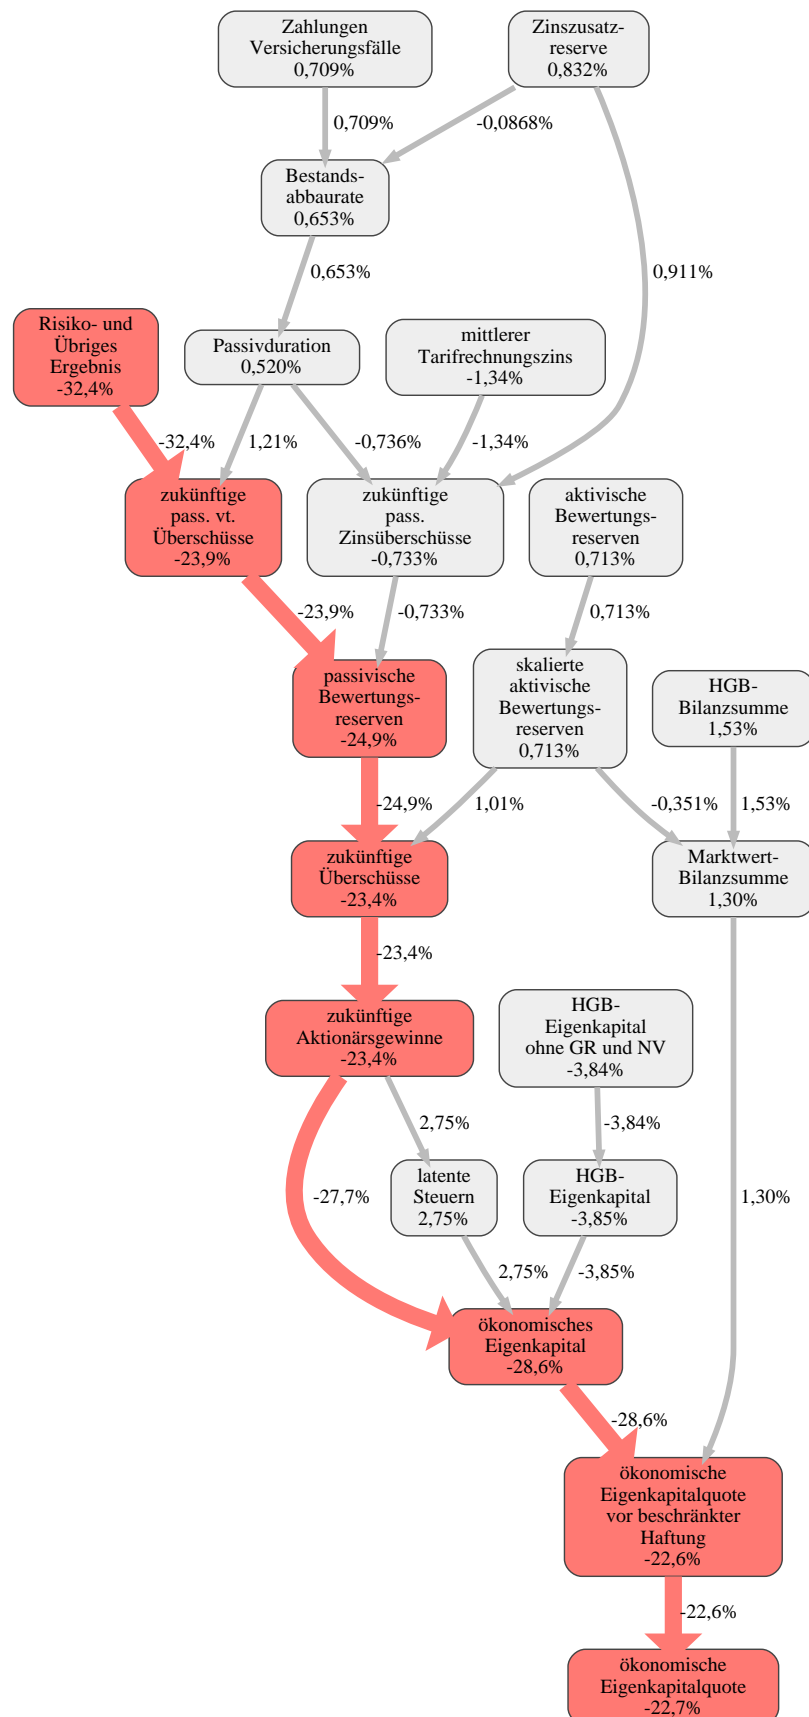 Zahlungen
Versicherungsfälle
0,709%
Zinszusatz-
reserve
0,832%
0,709%
-0,0868%
Bestands-
abbaurate
0,653%
0,653%
0,911%
Risiko- und
Übriges
Ergebnis
-32,4%
Passivduration
0,520%
mittlerer
Tarifrechnungszins
-1,34%
-32,4%
1,21%
-0,736%
-1,34%
zukünftige
pass. vt.
Überschüsse
-23,9%
zukünftige
pass.
Zinsüberschüsse
-0,733%
aktivische
Bewertungs-
reserven
0,713%
-23,9%
-0,733%
0,713%
passivische
Bewertungs-
reserven
-24,9%
skalierte
aktivische
Bewertungs-
reserven
0,713%
HGB-
Bilanzsumme
1,53%
-24,9%
1,01%
-0,351%
1,53%
zukünftige
Überschüsse
-23,4%
Marktwert-
Bilanzsumme
1,30%
-23,4%
zukünftige
Aktionärsgewinne
-23,4%
HGB-
Eigenkapital
ohne GR und NV
-3,84%
2,75%
-3,84%
-27,7%
latente
Steuern
2,75%
HGB-
Eigenkapital
-3,85%
1,30%
2,75%
-3,85%
ökonomisches
Eigenkapital
-28,6%
-28,6%
ökonomische
Eigenkapitalquote
vor beschränkter
Haftung
-22,6%
-22,6%
ökonomische
Eigenkapitalquote
-22,7%